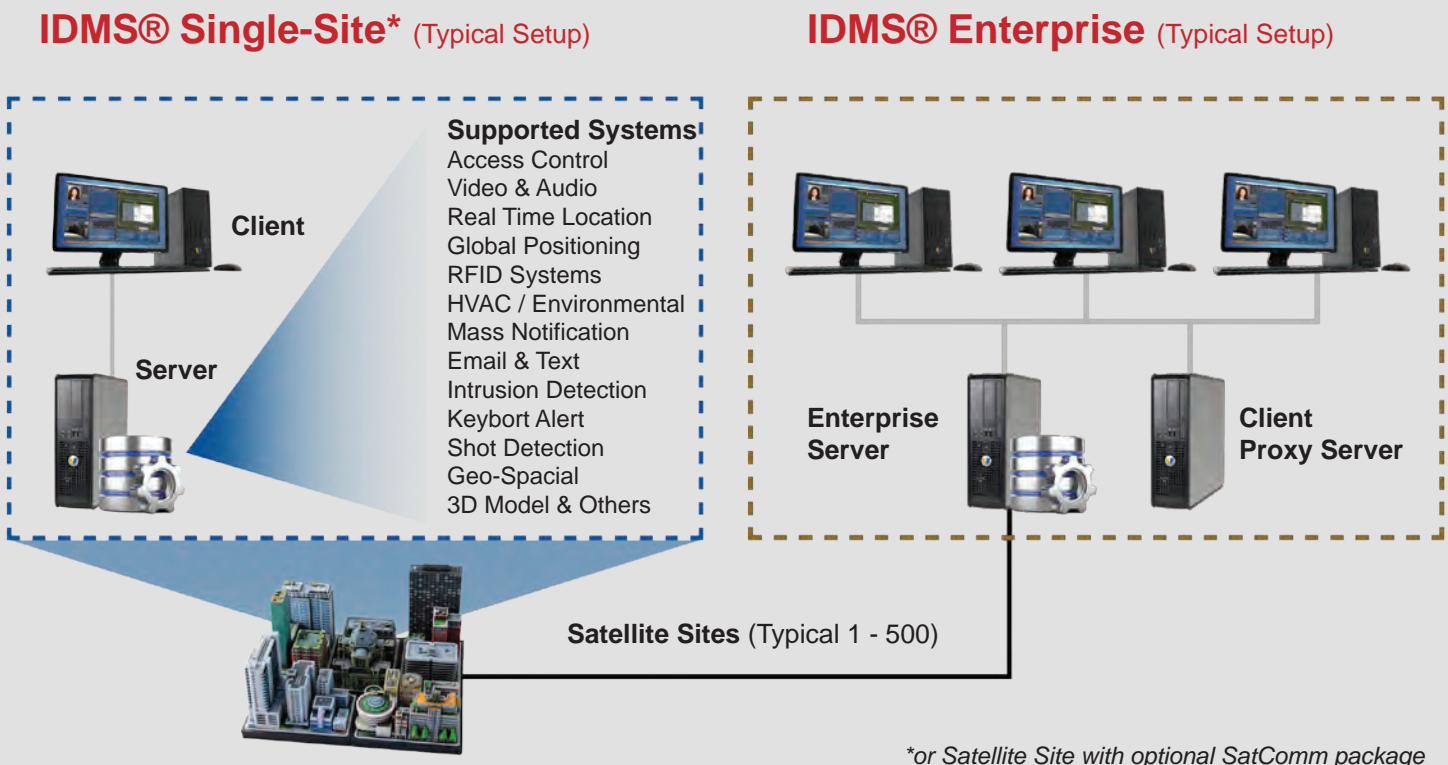 IDMS® Single-Site* (Typical Setup)
IDMS® Enterprise (Typical Setup)
Client
Server
Supported Systems
Access Control
Video & Audio
Real Time Location
Global Positioning
RFID Systems
HVAC / Environmental
Mass Notification
Email & Text
Intrusion Detection
Keybort Alert
Shot Detection
Geo-Spacial
3D Model & Others
Enterprise
Server
Client
Proxy Server
Satellite Sites (Typical 1 - 500)
*or Satellite Site with optional SatComm package